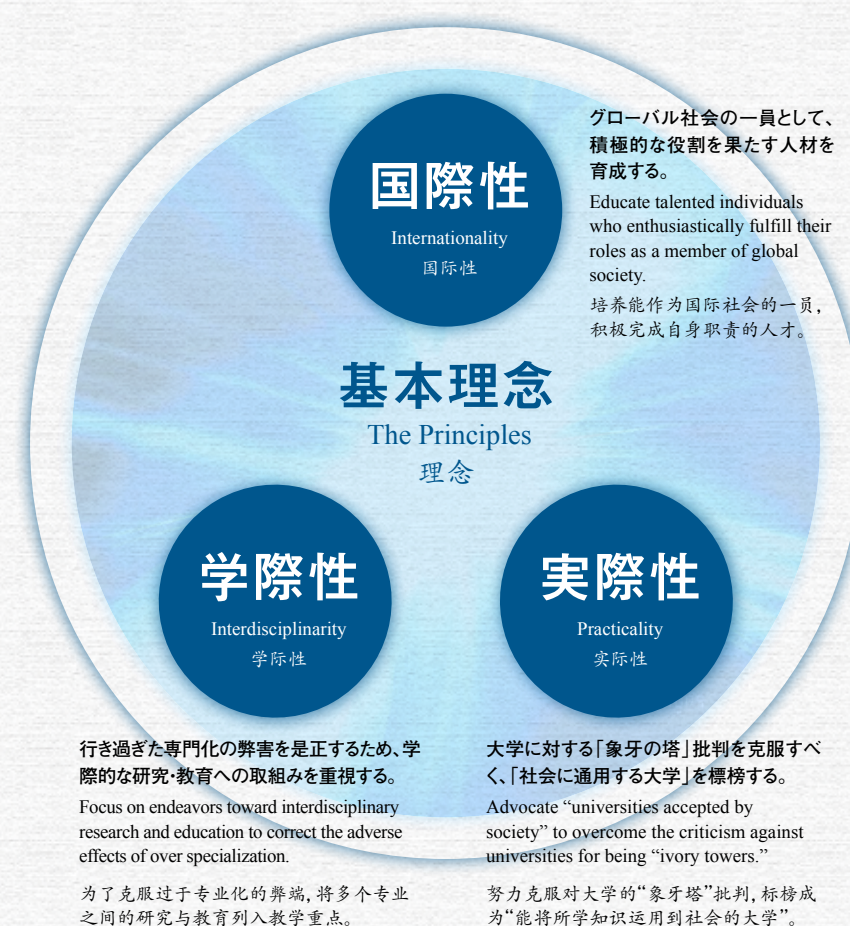 国際性
Internationality
国际性
グローバル社会の一員として、
積極的な役割を果たす人材を
育成する。
Educate talented individuals
who enthusiastically fulfill their
roles as a member of global
society.
培养能作为国际社会的一员，
积极完成自身职责的人才。
基本理念
The Principles
理念
学際性
Interdisciplinarity
学际性
実際性
Practicality
实际性
行き過ぎた専門化の弊害を是正するため、学
際的な研究・教育への取組みを重視する。
Focus on endeavors toward interdisciplinary
research and education to correct the adverse
effects of over specialization.
为了克服过于专业化的弊端，将多个专业
之间的研究与教育列入教学重点。
大学に対する「象牙の塔」批判を克服すべ
く、「社会に通用する大学」を標榜する。
Advocate “universities accepted by
society” to overcome the criticism against
universities for being “ivory towers.”
努力克服对大学的“象牙塔”批判，标榜成
为“能将所学知识运用到社会的大学”。